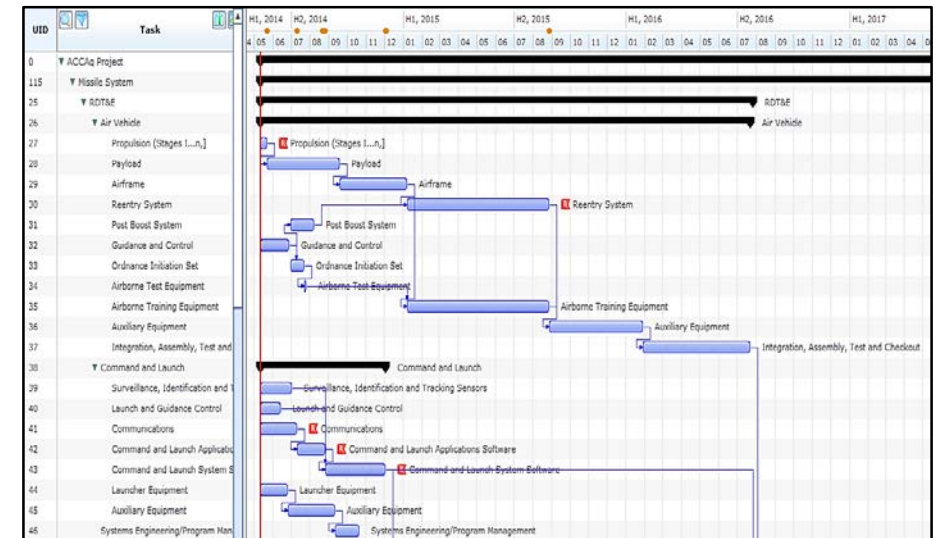 UID Task H1, 2014 H2, 2014 H1, 2015 H2, 2015 H1, 2016 H2, 2016 H1, 2017
4 05 06 07 08 09 10 11 12 01 02 03 04 05 06 07 08 09 10 11 12 01 02 03 04 05 06 07 08 09 10 11 12 01 02 03 04 0
0 ACCAq Project
115 Missile System
25 RDT&E RDT&E
26 Air Vehicle Air Vehicle
27 Propulsion (Stages I...n,] Propulsion (Stages I...n,]
28 Payload Payload
29 Airframe Airframe
30 Reentry System Reentry System
31 Post Boost System Post Boost System
32 Guidance and Control Guidance and Control
33 Ordnance Initiation Set Ordnance Initiation Set
34 Airborne Test Equipment Airborne Test Equipment
35 Airborne Training Equipment Airborne Training Equipment
36 Auxiliary Equipment Auxiliary Equipment
37 Integration, Assembly, Test and Integration, Assembly, Test and Checkout
38 Command and Launch Command and Launch
39 Surveillance, Identification and Surveillance, Identification and Tracking Sensors
40 Launch and Guidance Control Launch and Guidance Control
41 Communications Communications
42 Command and Launch Applicatic Command and Launch Applications Software
43 Command and Launch System S Command and Launch System Software
44 Launcher Equipment Launcher Equipment
45 Auxiliary Equipment Auxiliary Equipment
46 Systems Engineering/Program Man Systems Engineering/Program Management